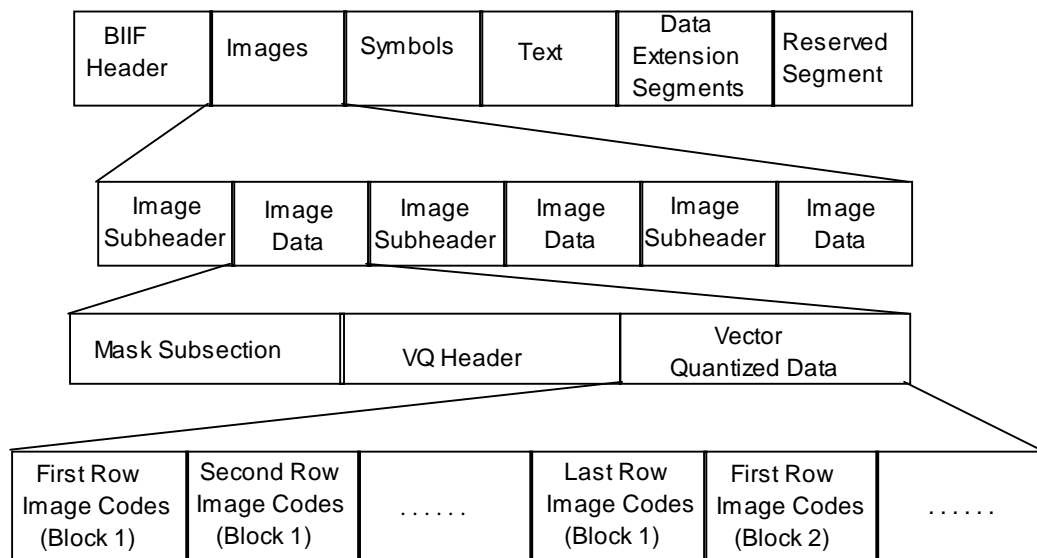 BIIF
Header
Images
Symbols
Text
Data
Extension
Segments
Reserved
Segment
Image
Subheader
Image
Data
Image
Subheader
Image
Data
Image
Subheader
Image
Data
Mask Subsection
VQ Header
Vector
Quantized Data
First Row
Image Codes
(Block 1)
Second Row
Image Codes
(Block 1)
. . . . . .
Last Row
Image Codes
(Block 1)
First Row
Image Codes
(Block 2)
. . . . . .